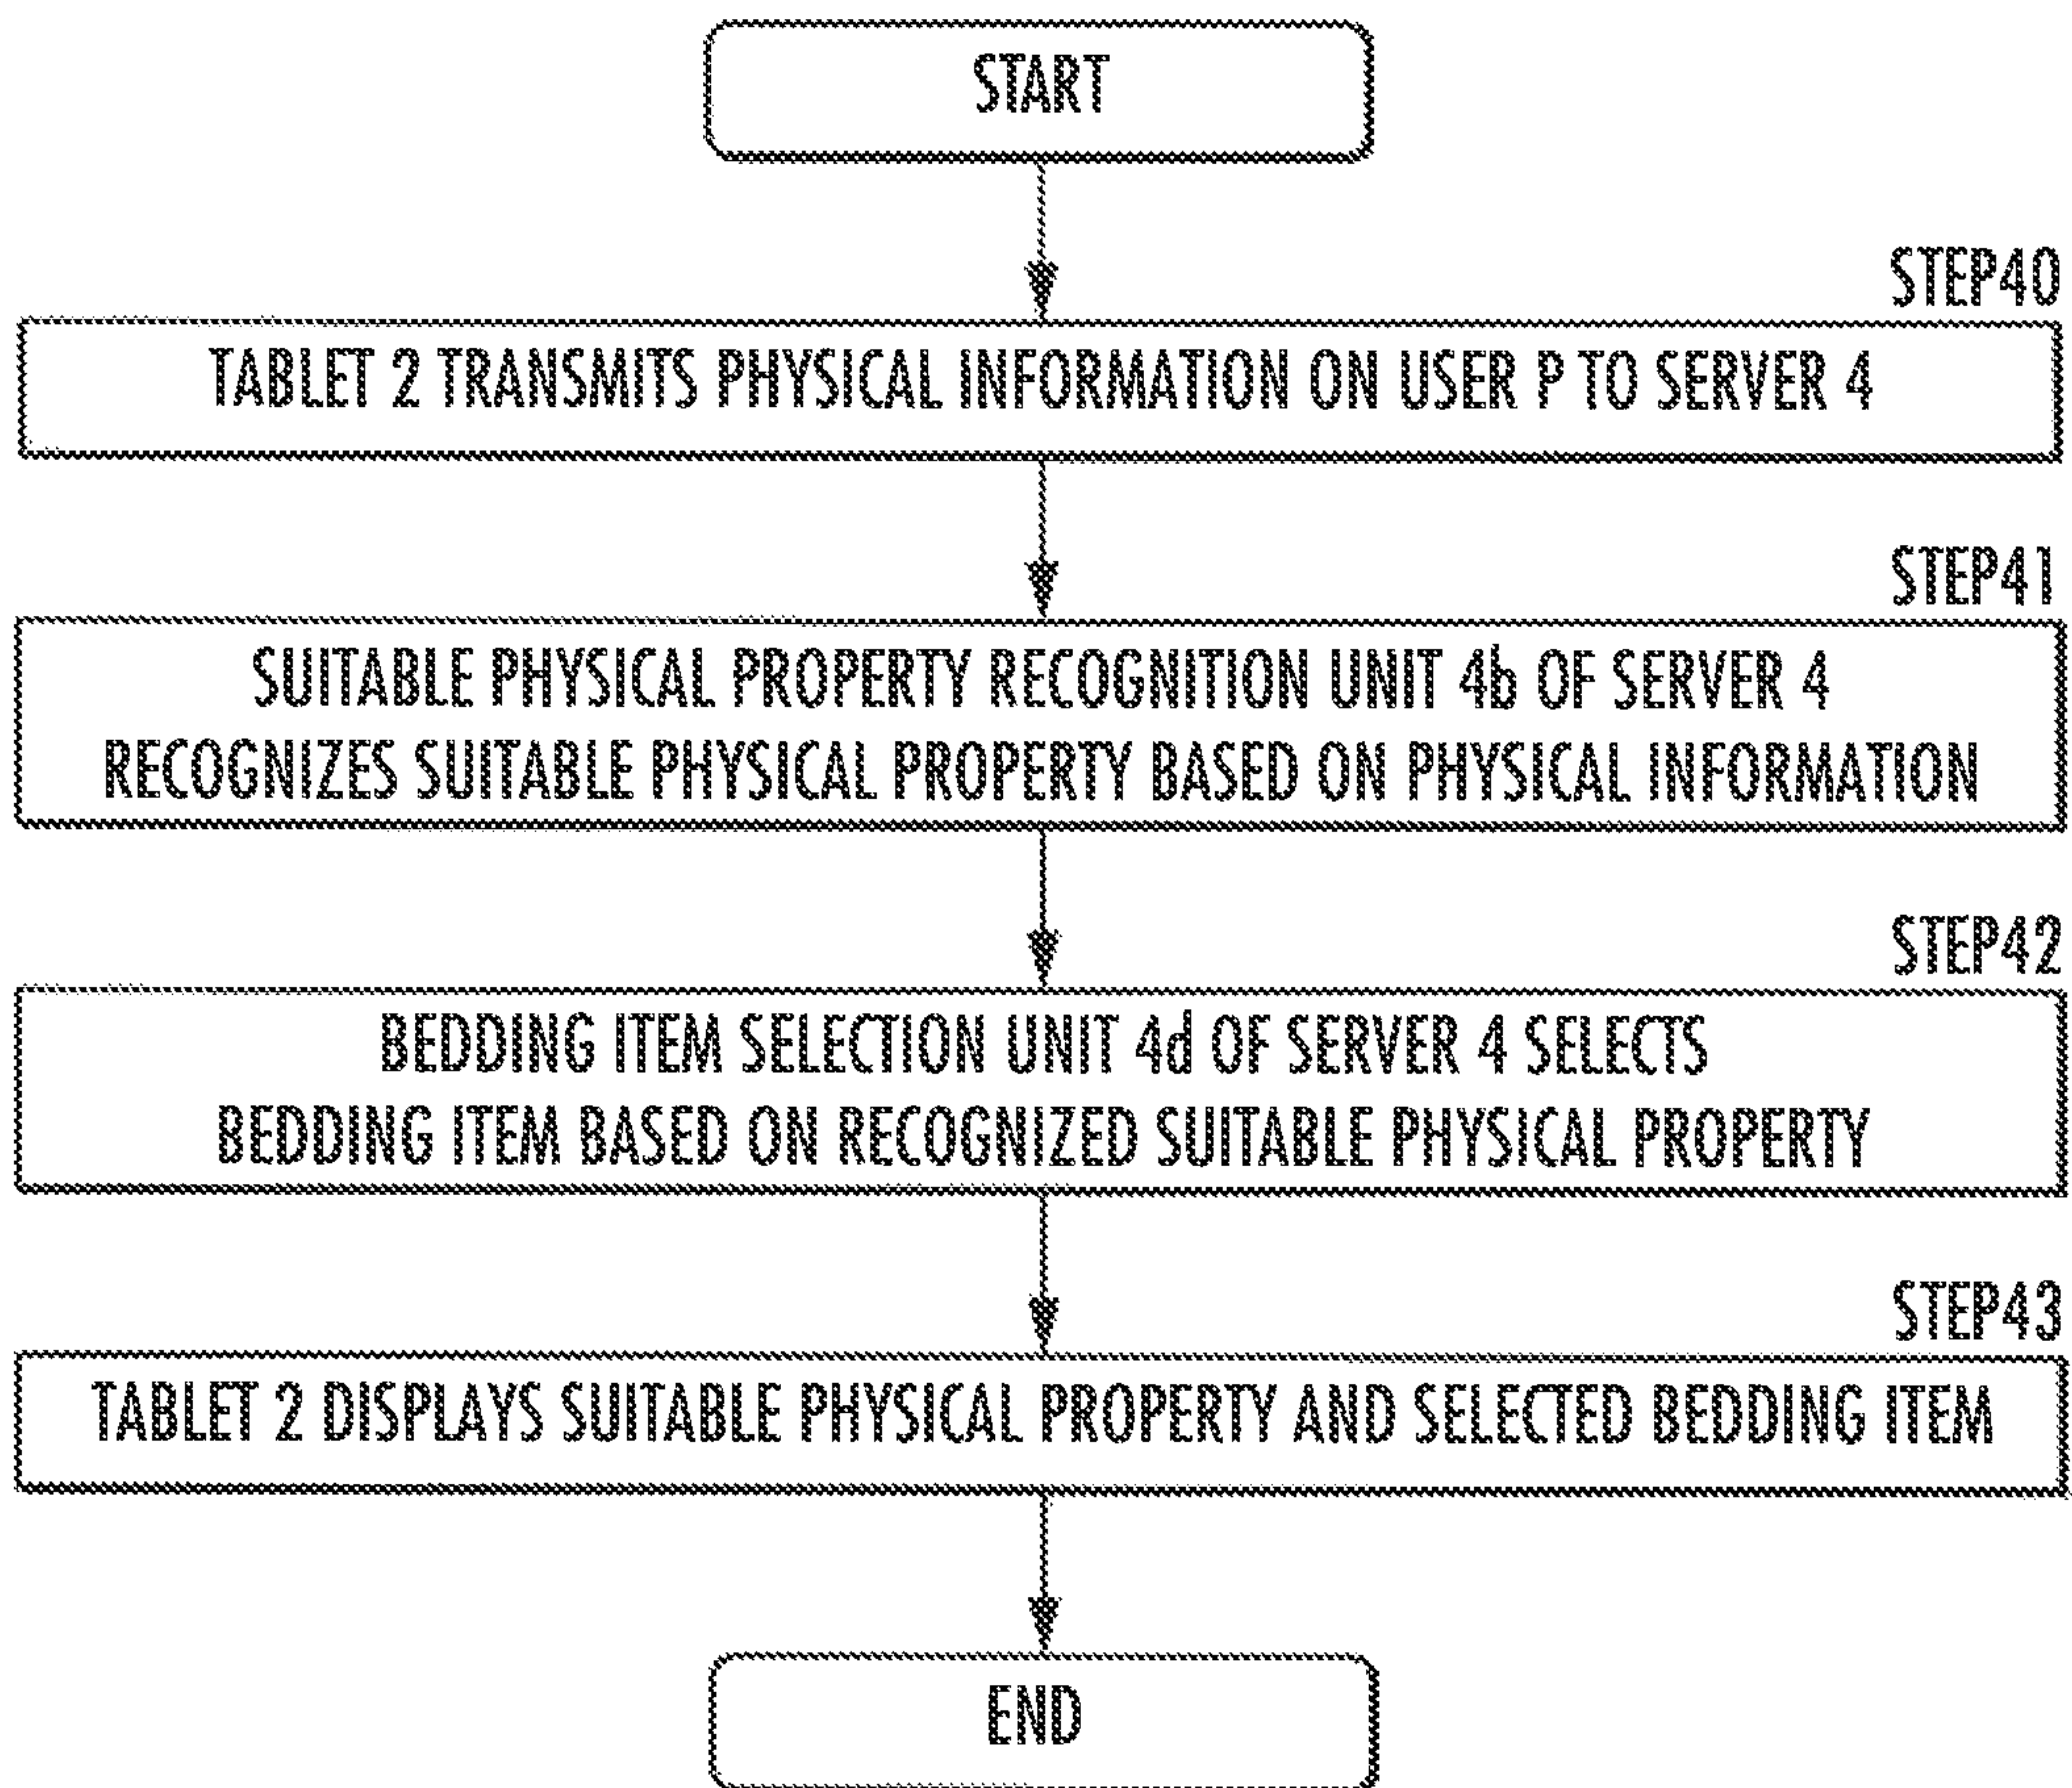 START
STEP40
TABLET 2 TRANSMITS PHYSICAL INFORMATION ON USER P TO SERVER 4
STEP41
SUITABLE PHYSICAL PROPERTY RECOGNITION UNIT 4b OF SERVER 4
RECOGNIZES SUITABLE PHYSICAL PROPERTY BASED ON PHYSICAL INFORMATION
STEP42
BEDDING ITEM SELECTION UNIT 4d OF SERVER 4 SELECTS
BEDDING ITEM BASED ON RECOGNIZED SUITABLE PHYSICAL PROPERTY
STEP43
TABLET 2 DISPLAYS SUITABLE PHYSICAL PROPERTY AND SELECTED BEDDING ITEM
END